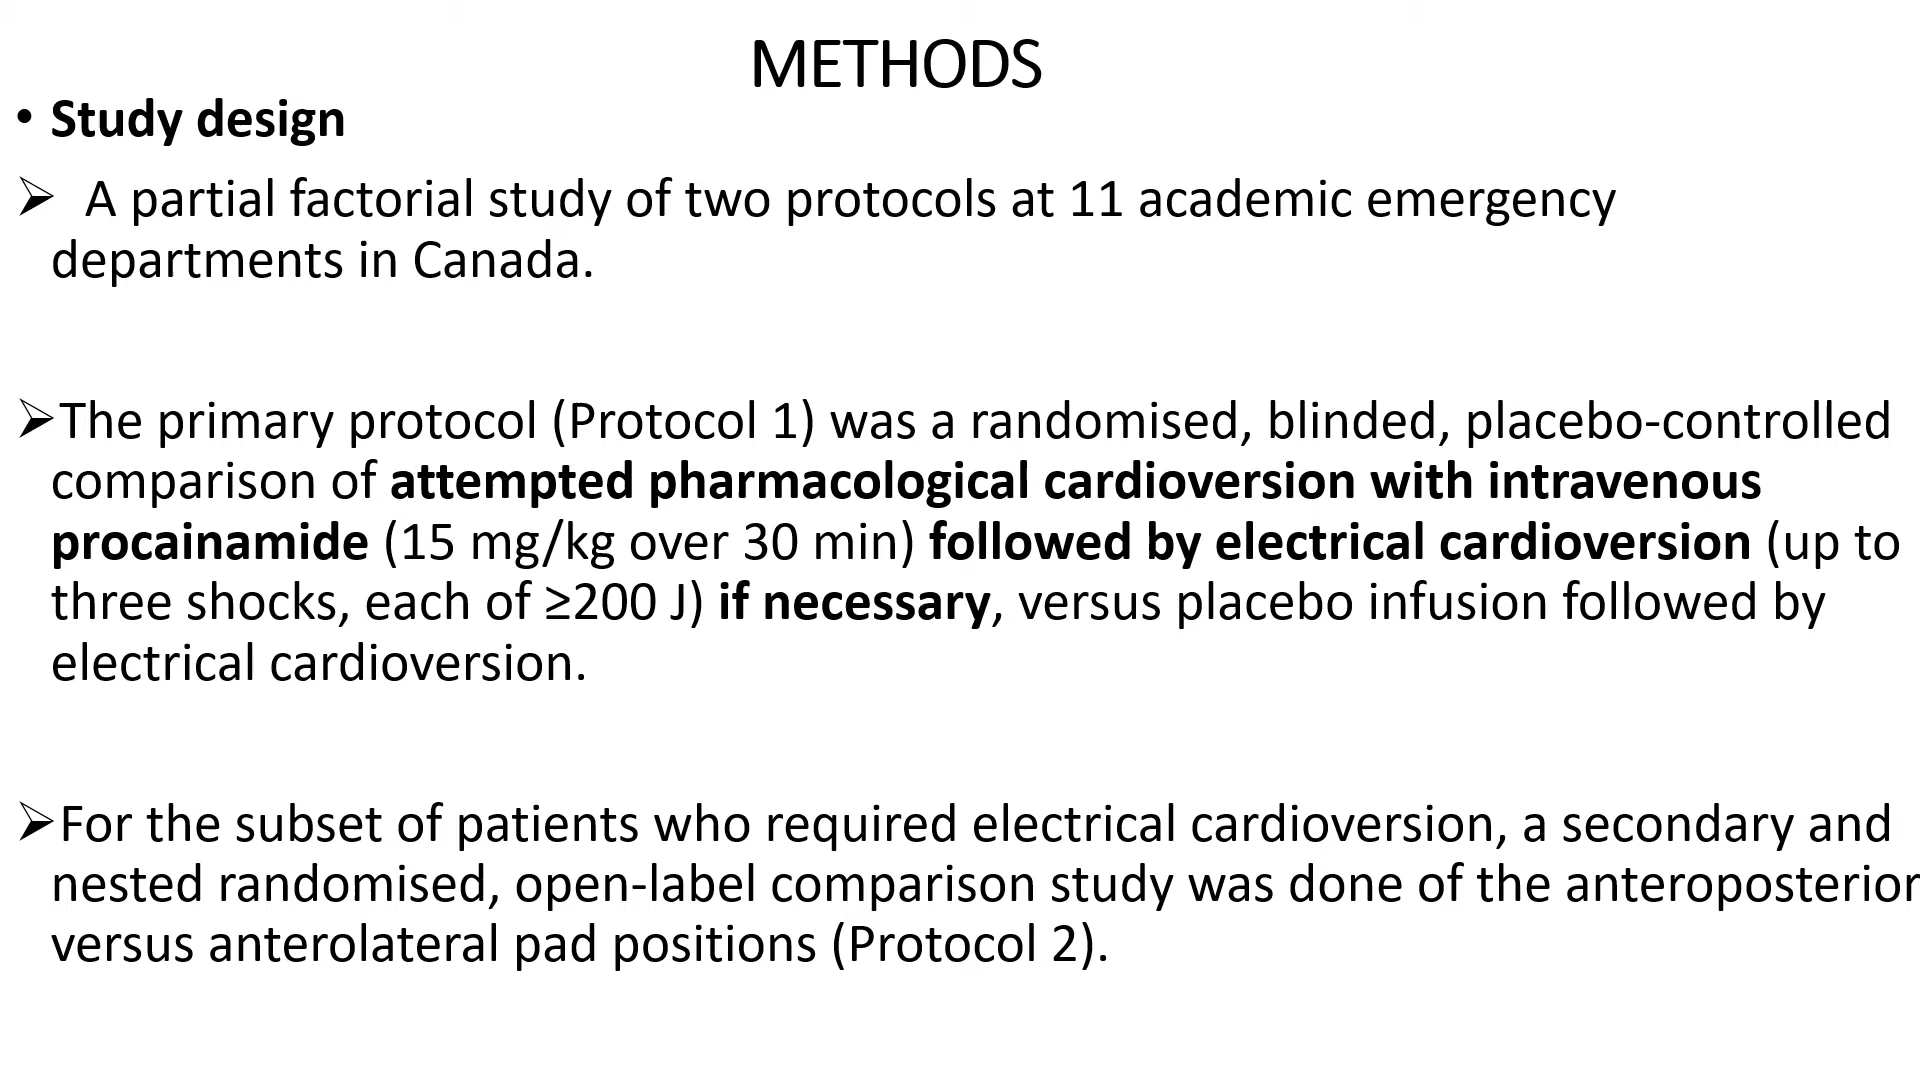 METHODS
• Study design
➢ A partial factorial study of two protocols at 11 academic emergency
departments in Canada.
➢The primary protocol (Protocol 1) was a randomised, blinded, placebo-controlled
comparison of attempted pharmacological cardioversion with intravenous
procainamide (15 mg/kg over 30 min) followed by electrical cardioversion (up to
three shocks, each of ≥200 J) if necessary, versus placebo infusion followed by
electrical cardioversion.
➢For the subset of patients who required electrical cardioversion, a secondary and
nested randomised, open-label comparison study was done of the anteroposterior
versus anterolateral pad positions (Protocol 2).